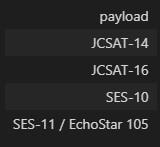 payload
JCSAT-14
JCSAT-16
SES-10
SES-11 / EchoStar 105